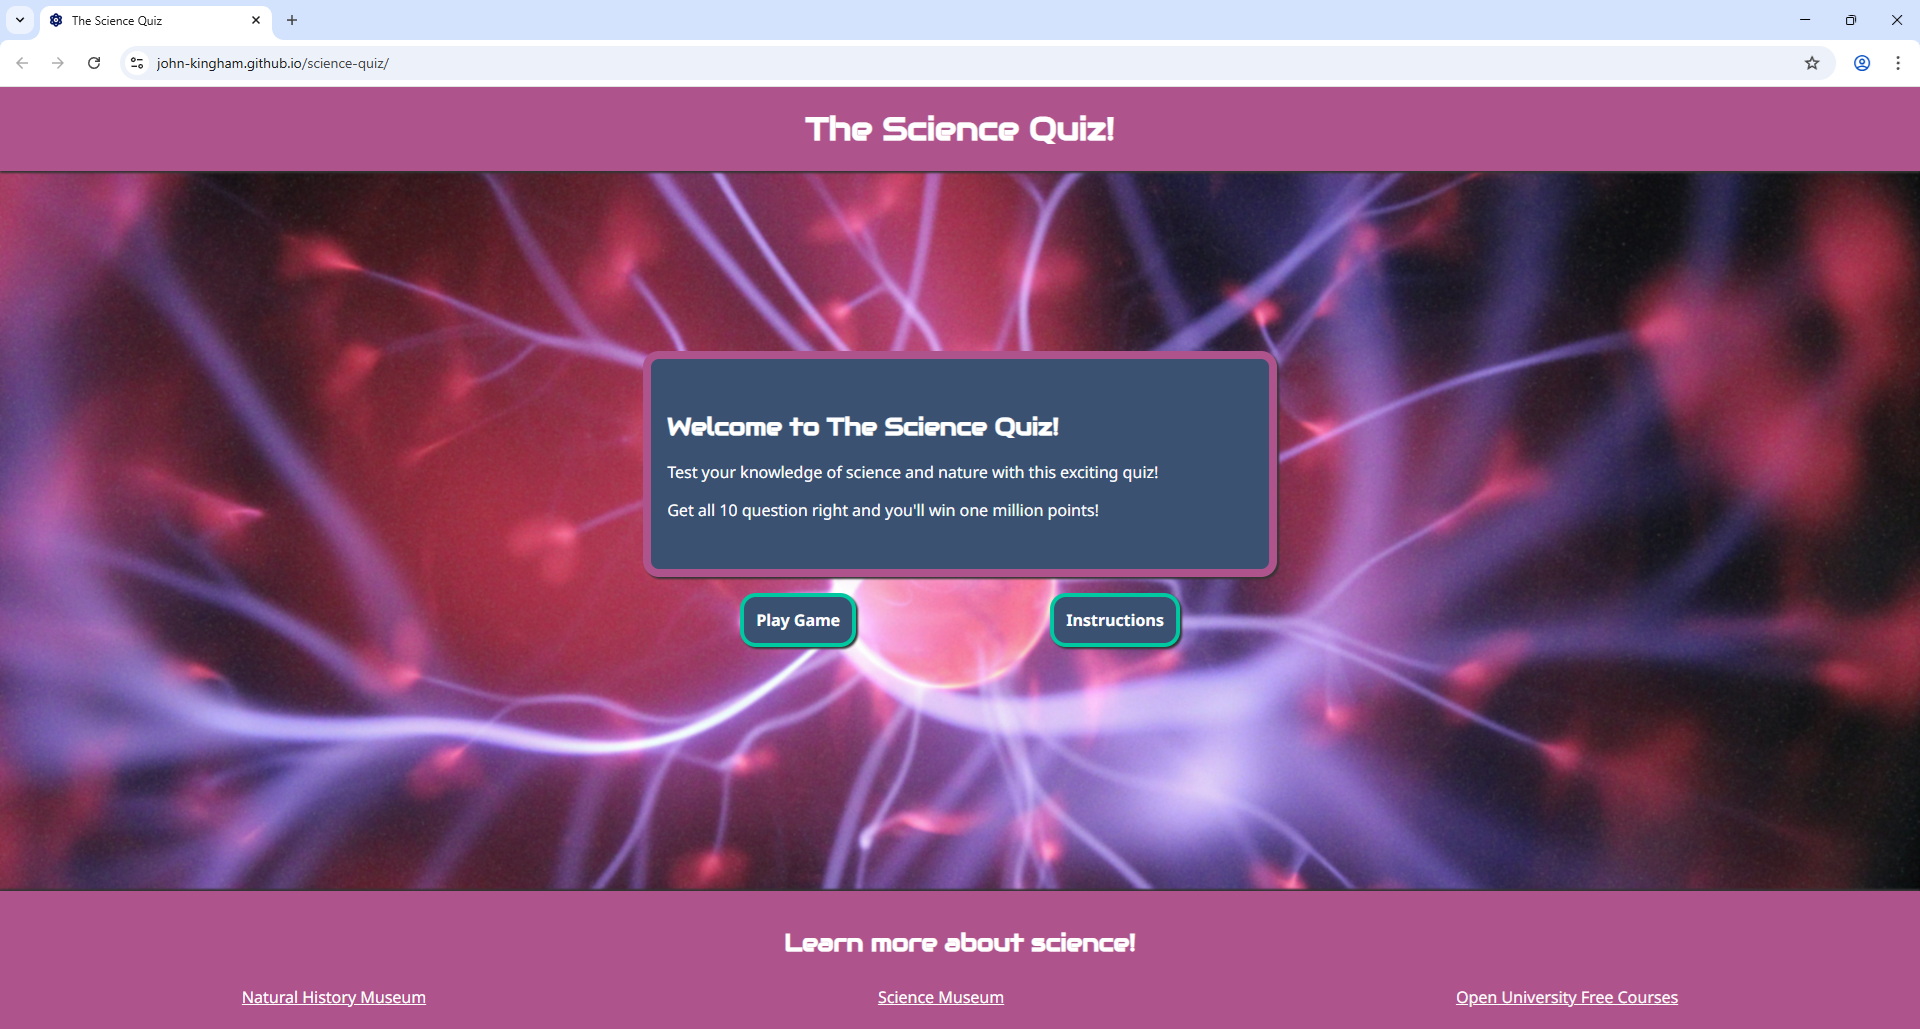 The Science Quiz
john-kingham.github.io/science-quiz/
The Science Quiz!
Welcome to The Science Quiz!
Test your knowledge of science and nature with this exciting quiz!
Get all 10 question right and you'll win one million points!
Play Game
Instructions
Learn more about science!
Natural History Museum
Science Museum
Open University Free Courses